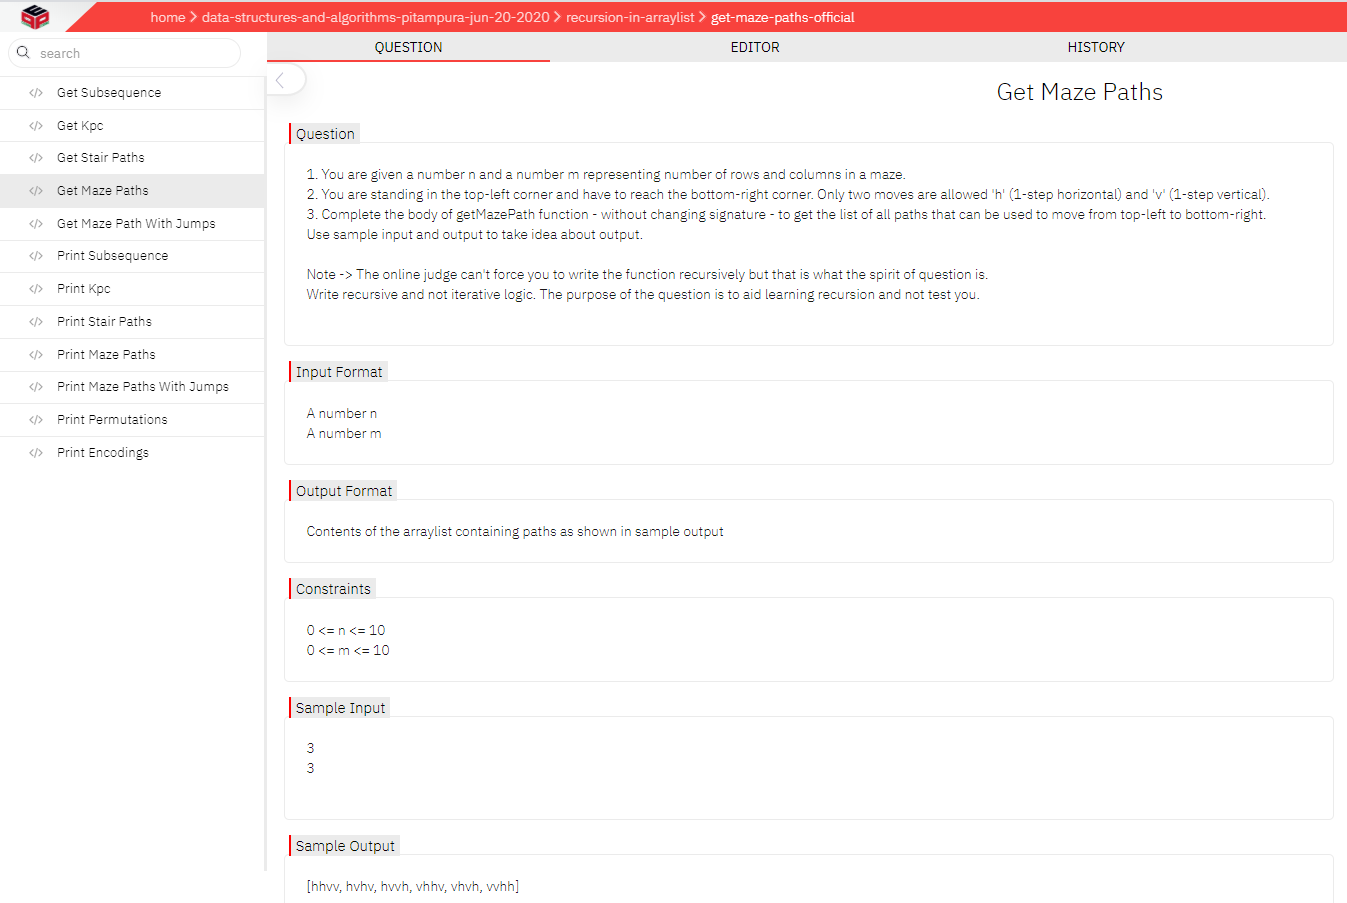 home > data-structures-and-algorithms-pitampura-jun-20-2020 > recursion-in-arraylist > get-maze-paths-official
search
QUESTION
EDITOR
HISTORY
Get Subsequence
Get Kpc
Get Stair Paths
Get Maze Paths
Get Maze Path With Jumps
Print Subsequence
Print Kpc
Print Stair Paths
Print Maze Paths
Print Maze Paths With Jumps
Print Permutations
Print Encodings
Get Maze Paths
Question
1. You are given a number n and a number m representing number of rows and columns in a maze.
2. You are standing in the top-left corner and have to reach the bottom-right corner. Only two moves are allowed 'h' (1-step horizontal) and 'v' (1-step vertical).
3. Complete the body of getMazePath function - without changing signature - to get the list of all paths that can be used to move from top-left to bottom-right.
Use sample input and output to take idea about output.
Note -> The online judge can't force you to write the function recursively but that is what the spirit of question is.
Write recursive and not iterative logic. The purpose of the question is to aid learning recursion and not test you.
Input Format
A number n
A number m
Output Format
Contents of the arraylist containing paths as shown in sample output
Constraints
0 <= n <= 10
0 <= m <= 10
Sample Input
3
3
Sample Output
[hhvv, hvhv, hvvh, vhhv, vhvh, vvhh]